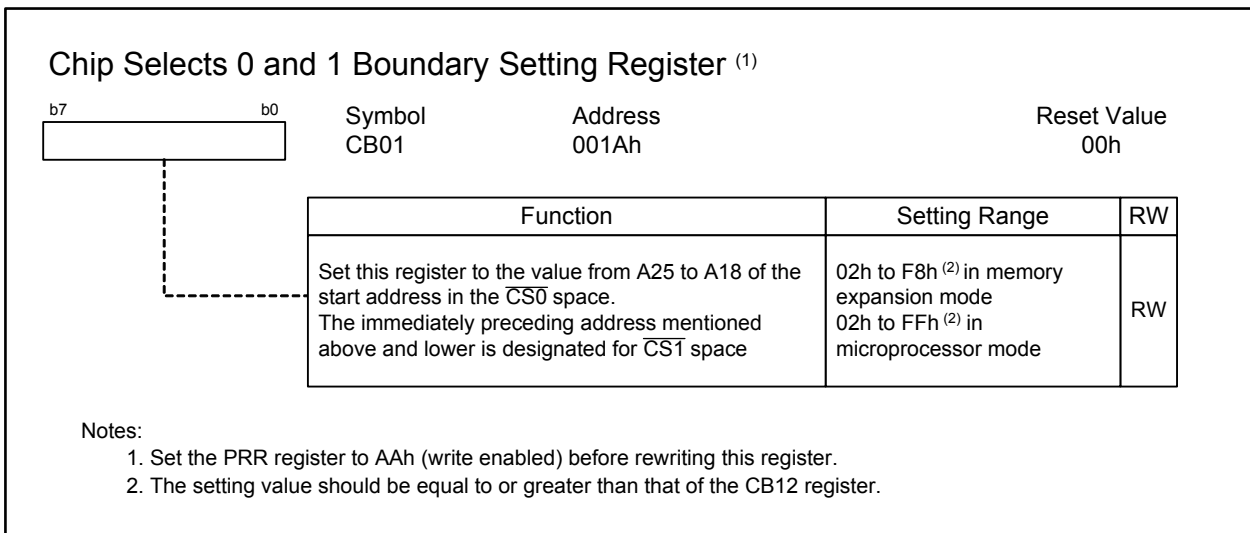 Chip Selects 0 and 1 Boundary Setting Register (1)
b7 b0
Symbol Address Reset Value
CB01 001Ah 00h
Function Setting Range RW
Set this register to the value from A25 to A18 of the
start address in the CS0 space.
The immediately preceding address mentioned
above and lower is designated for CS1 space
02h to F8h (2) in memory
expansion mode
02h to FFh (2) in
microprocessor mode
RW
Notes:
1. Set the PRR register to AAh (write enabled) before rewriting this register.
2. The setting value should be equal to or greater than that of the CB12 register.